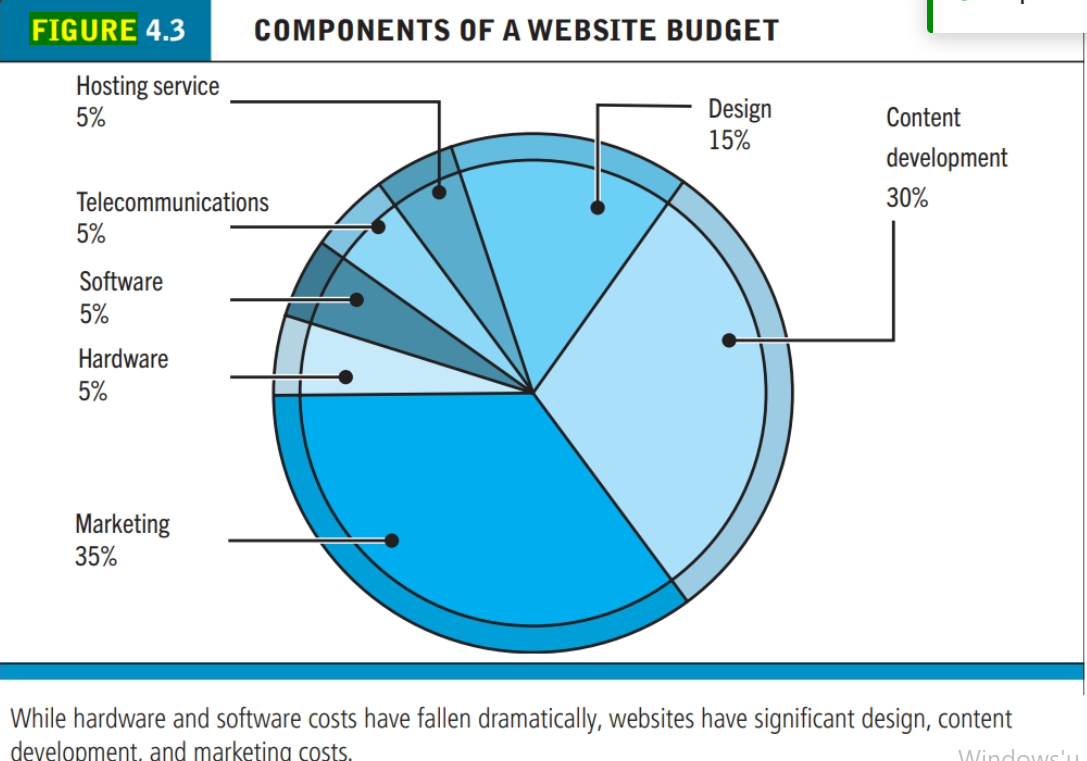 FIGURE 4.3 COMPONENTS OF A WEBSITE BUDGET
Hosting service
5%
Design
15%
Content
development
30%
Telecommunications
5%
Software
5%
Hardware
5%
Marketing
35%
While hardware and software costs have fallen dramatically, websites have significant design, content
development, and marketing costs.
Windows'u